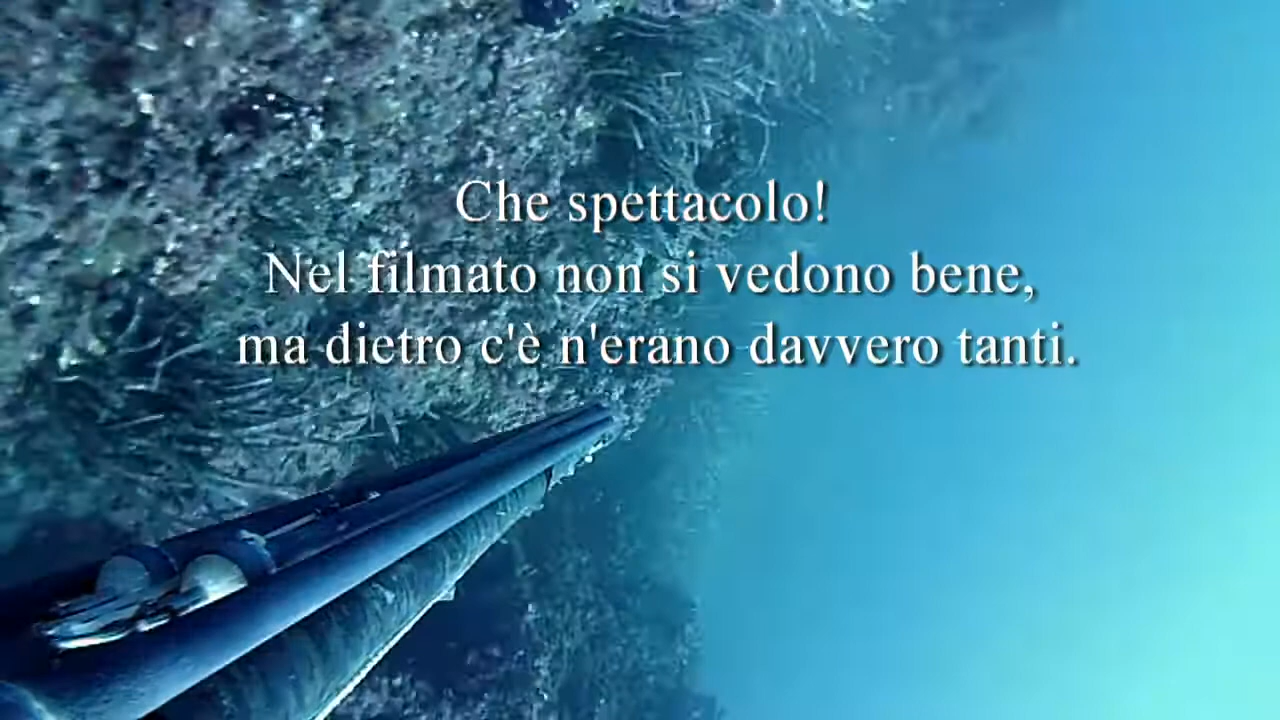 Che spettacolo!
Nel filmato non si vedono bene,
ma dietro c'è n'erano davvero tanti.